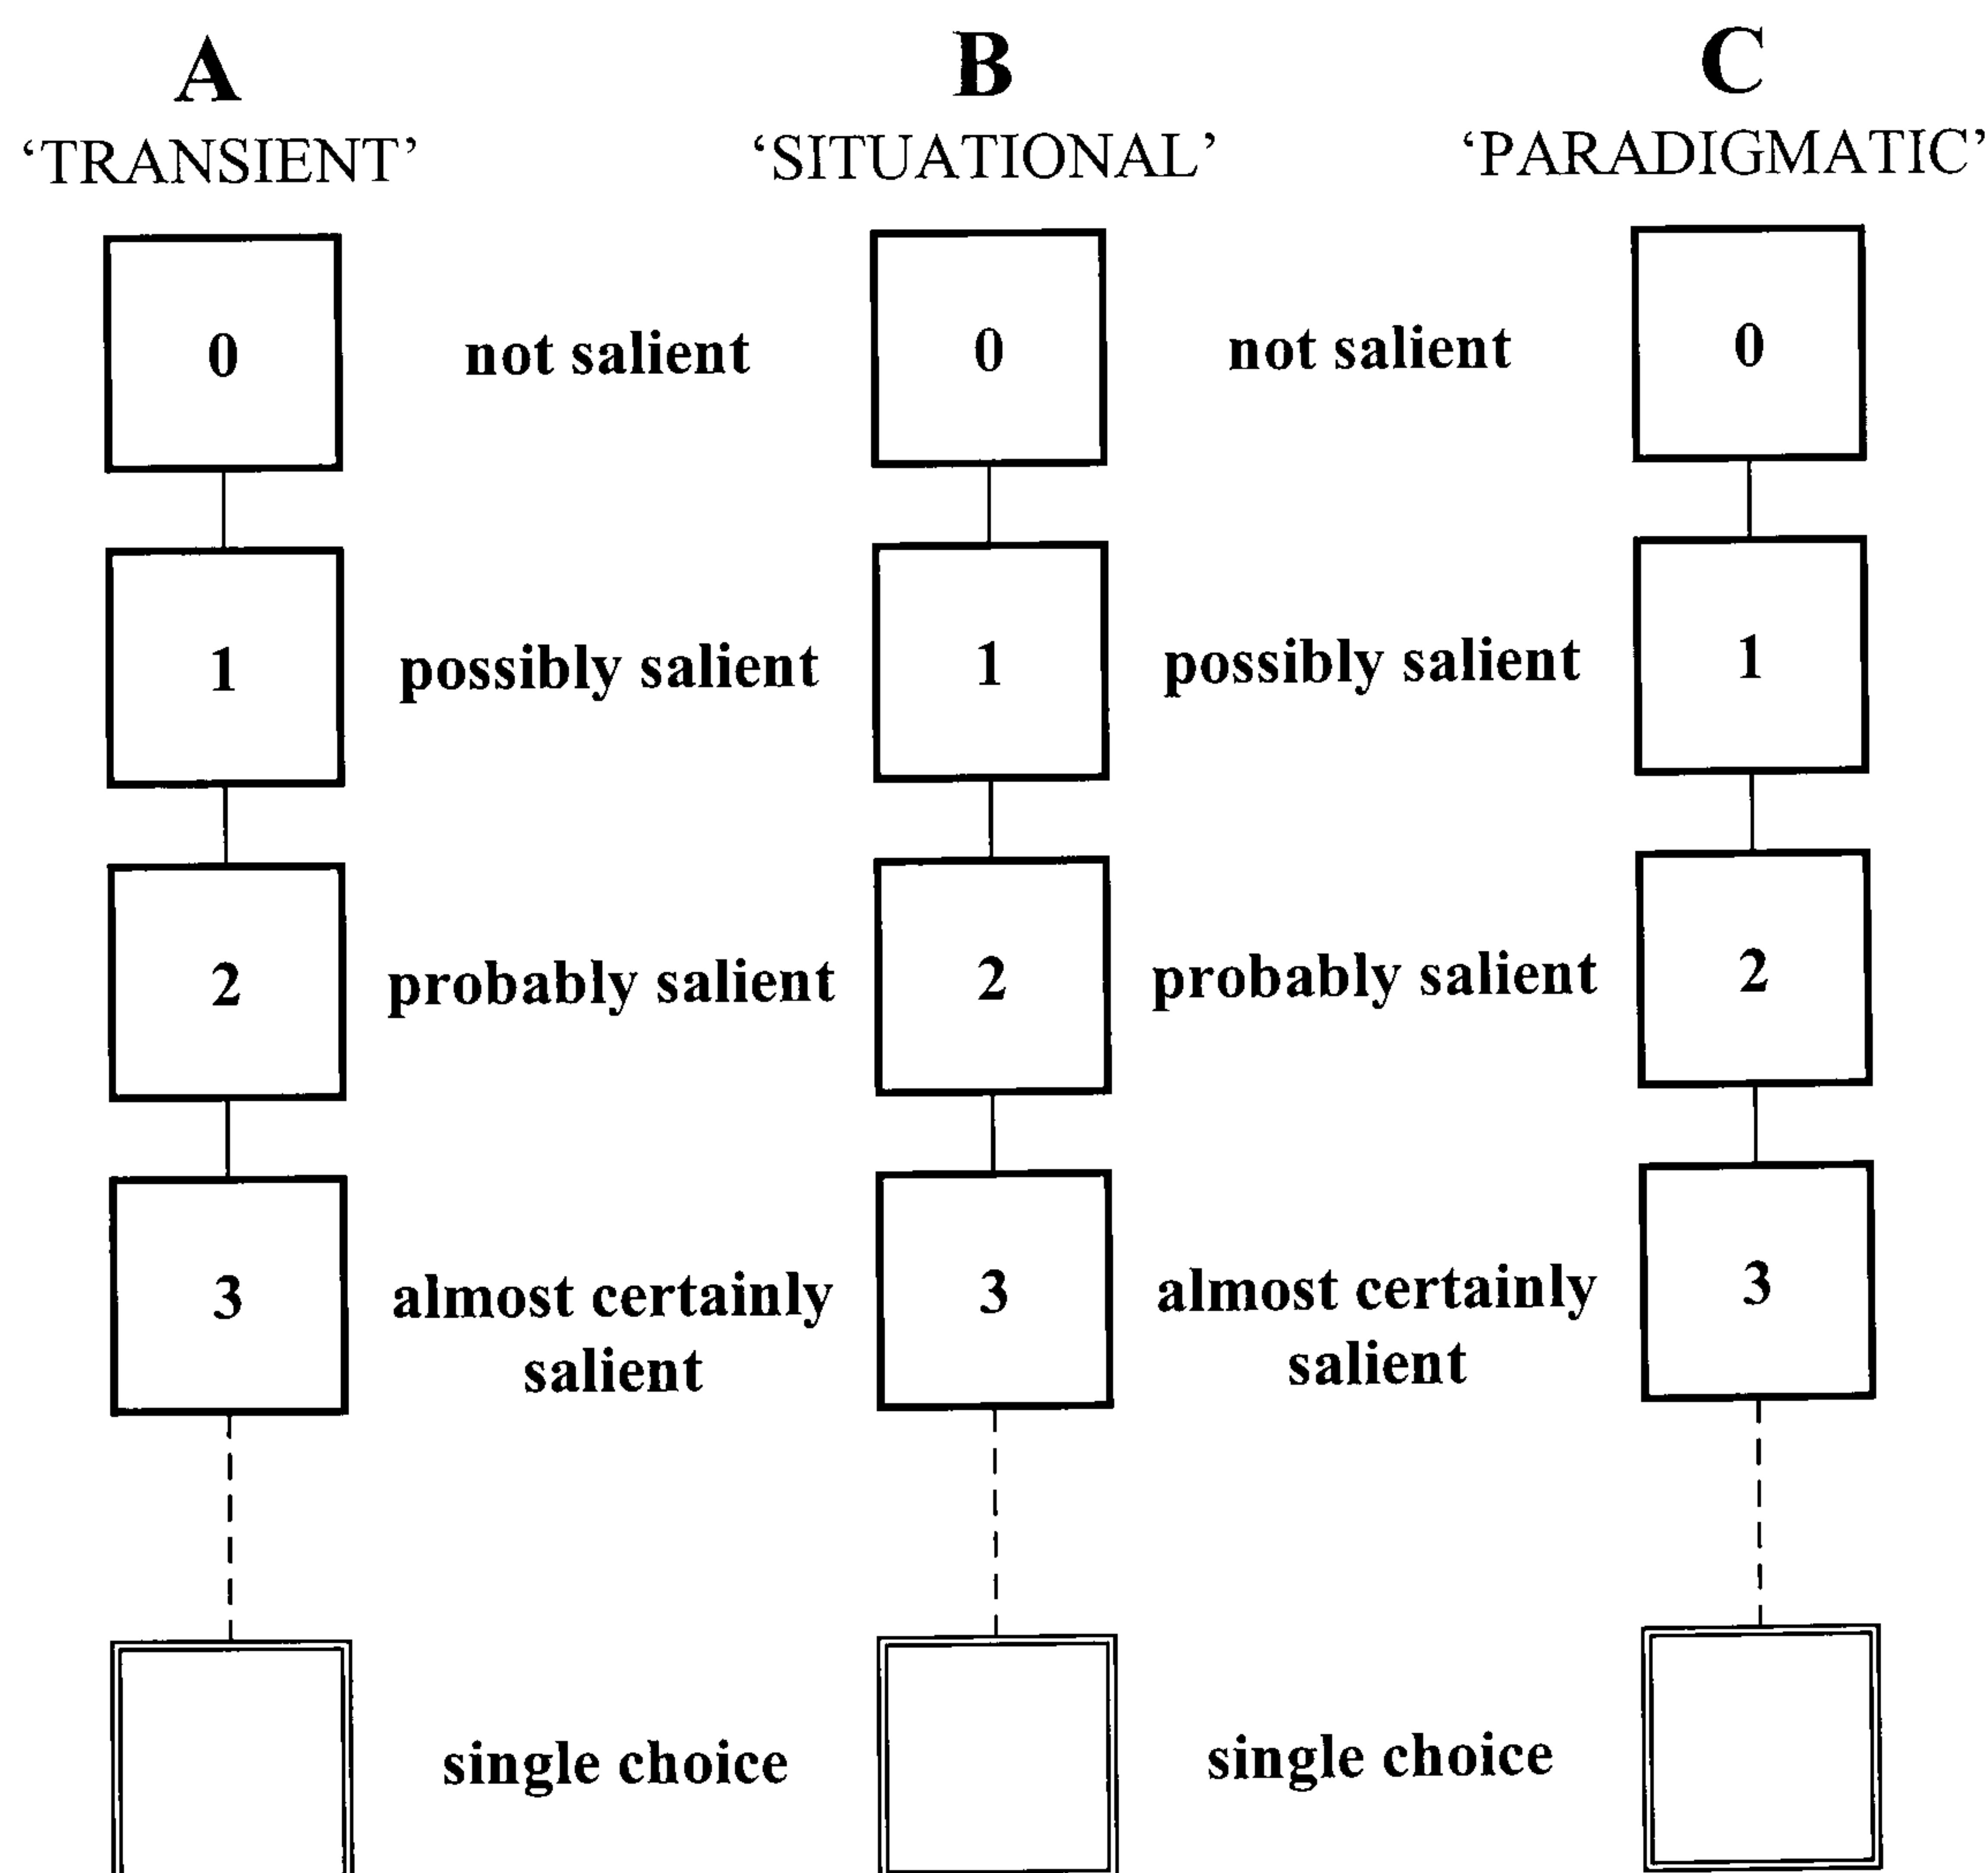 A B C
‘TRANSIENT’ ‘SITUATIONAL’ ‘PARADIGMATIC’
0 not salient 0 not salient 0
1 possibly salient 1 possibly salient 1
2 probably salient 2 probably salient 2
3 almost certainly 3 almost certainly 3
salient salient
single choice single choice